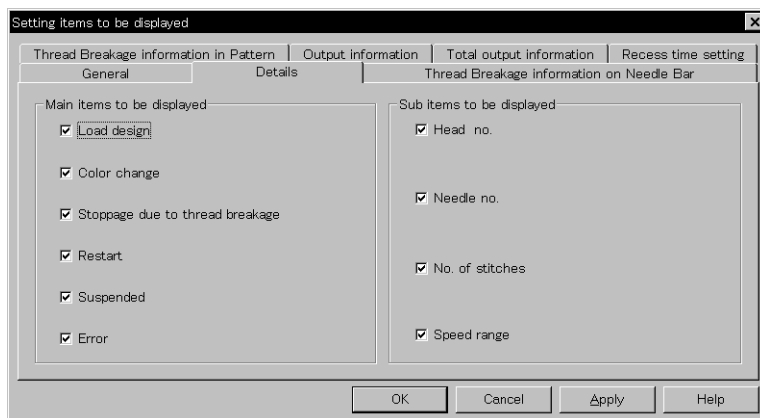 Setting items to be displayed
Thread Breakage information in Pattern
Output information
Total output information
Recess time setting
General
Details
Thread Breakage information on Needle Bar
Main items to be displayed
Load design
Color change
Stoppage due to thread breakage
Restart
Suspended
Error
Sub items to be displayed
Head no.
Needle no.
No. of stitches
Speed range
OK
Cancel
Apply
Help